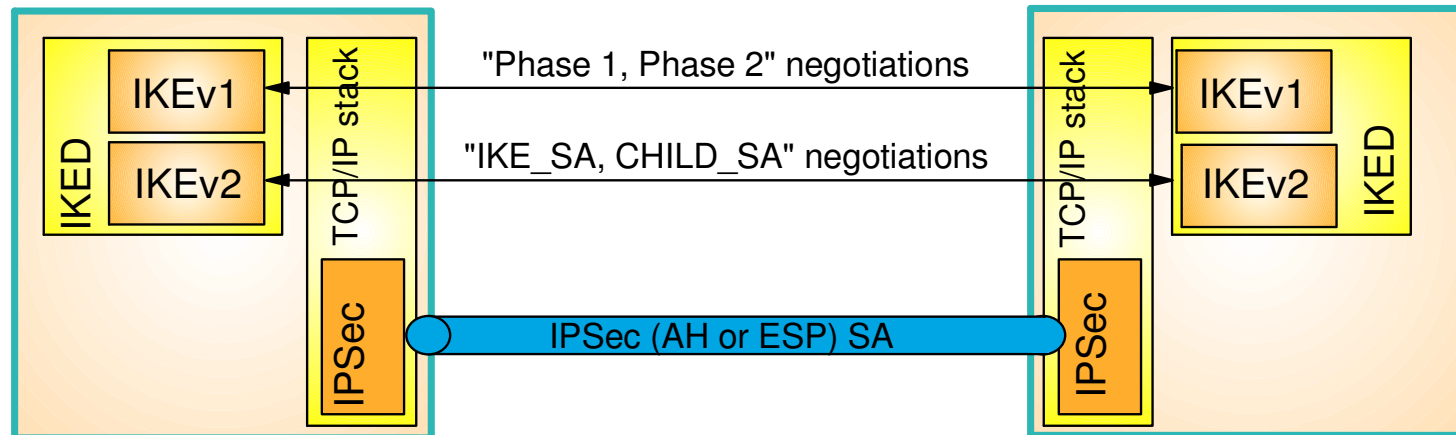 IKED
IKEv1
IKEv2
TCP/IP stack
IPSec
"Phase 1, Phase 2" negotiations
"IKE_SA, CHILD_SA" negotiations
IPSec (AH or ESP) SA
TCP/IP stack
IPSec
IKEv1
IKEv2
IKED